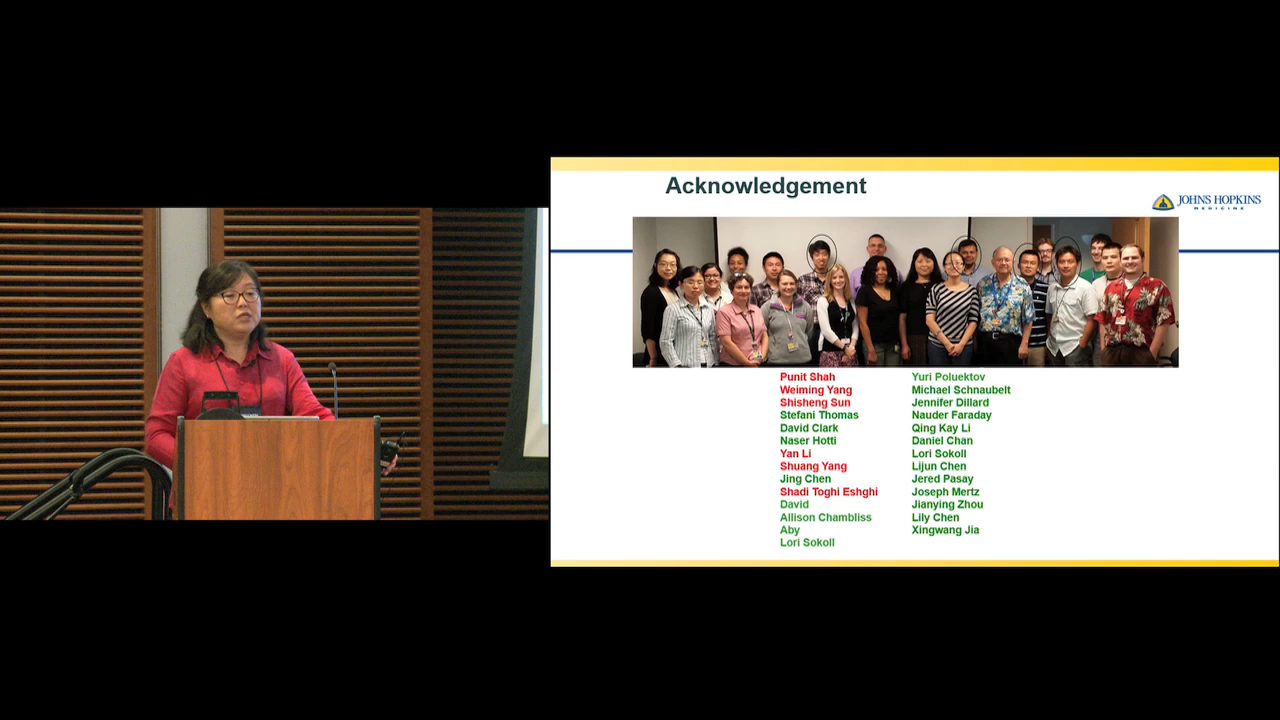 Acknowledgement
JOHNS HOPKINS
MEDICINE
Punit Shah
Weiming Yang
Shisheng Sun
Stefani Thomas
David Clark
Naser Hotti
Yan Li
Shuang Yang
Jing Chen
Shadi Toghi Eshghi
David
Allison Chambliss
Aby
Lori Sokoll
Yuri Poluektov
Michael Schnaubelt
Jennifer Dillard
Nauder Faraday
Qing Kay Li
Daniel Chan
Lori Sokoll
Lijun Chen
Jered Pasay
Joseph Mertz
Jianying Zhou
Lily Chen
Xingwang Jia